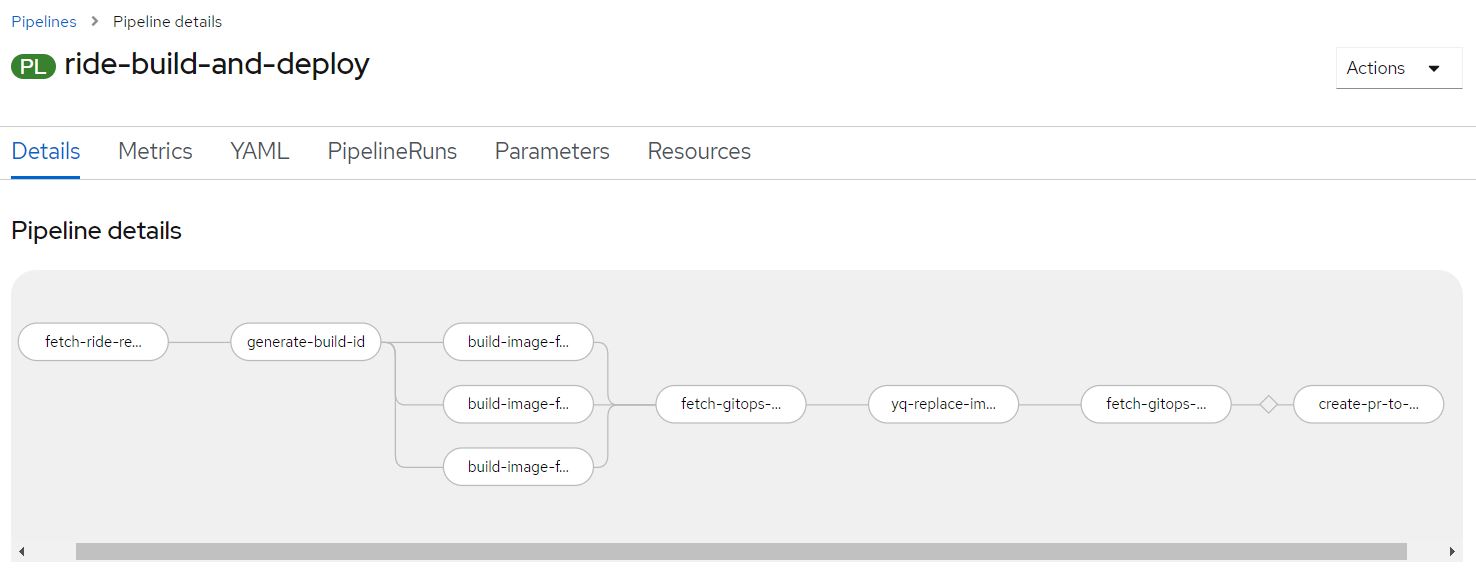 Pipelines > Pipeline details
PL ride-build-and-deploy
Actions
Details Metrics YAML PipelineRuns Parameters Resources
Pipeline details
fetch-ride-re... generate-build-id build-image-f...
build-image-f... fetch-gitops-... yq-replace-im... fetch-gitops-... create-pr-to-...
build-image-f...